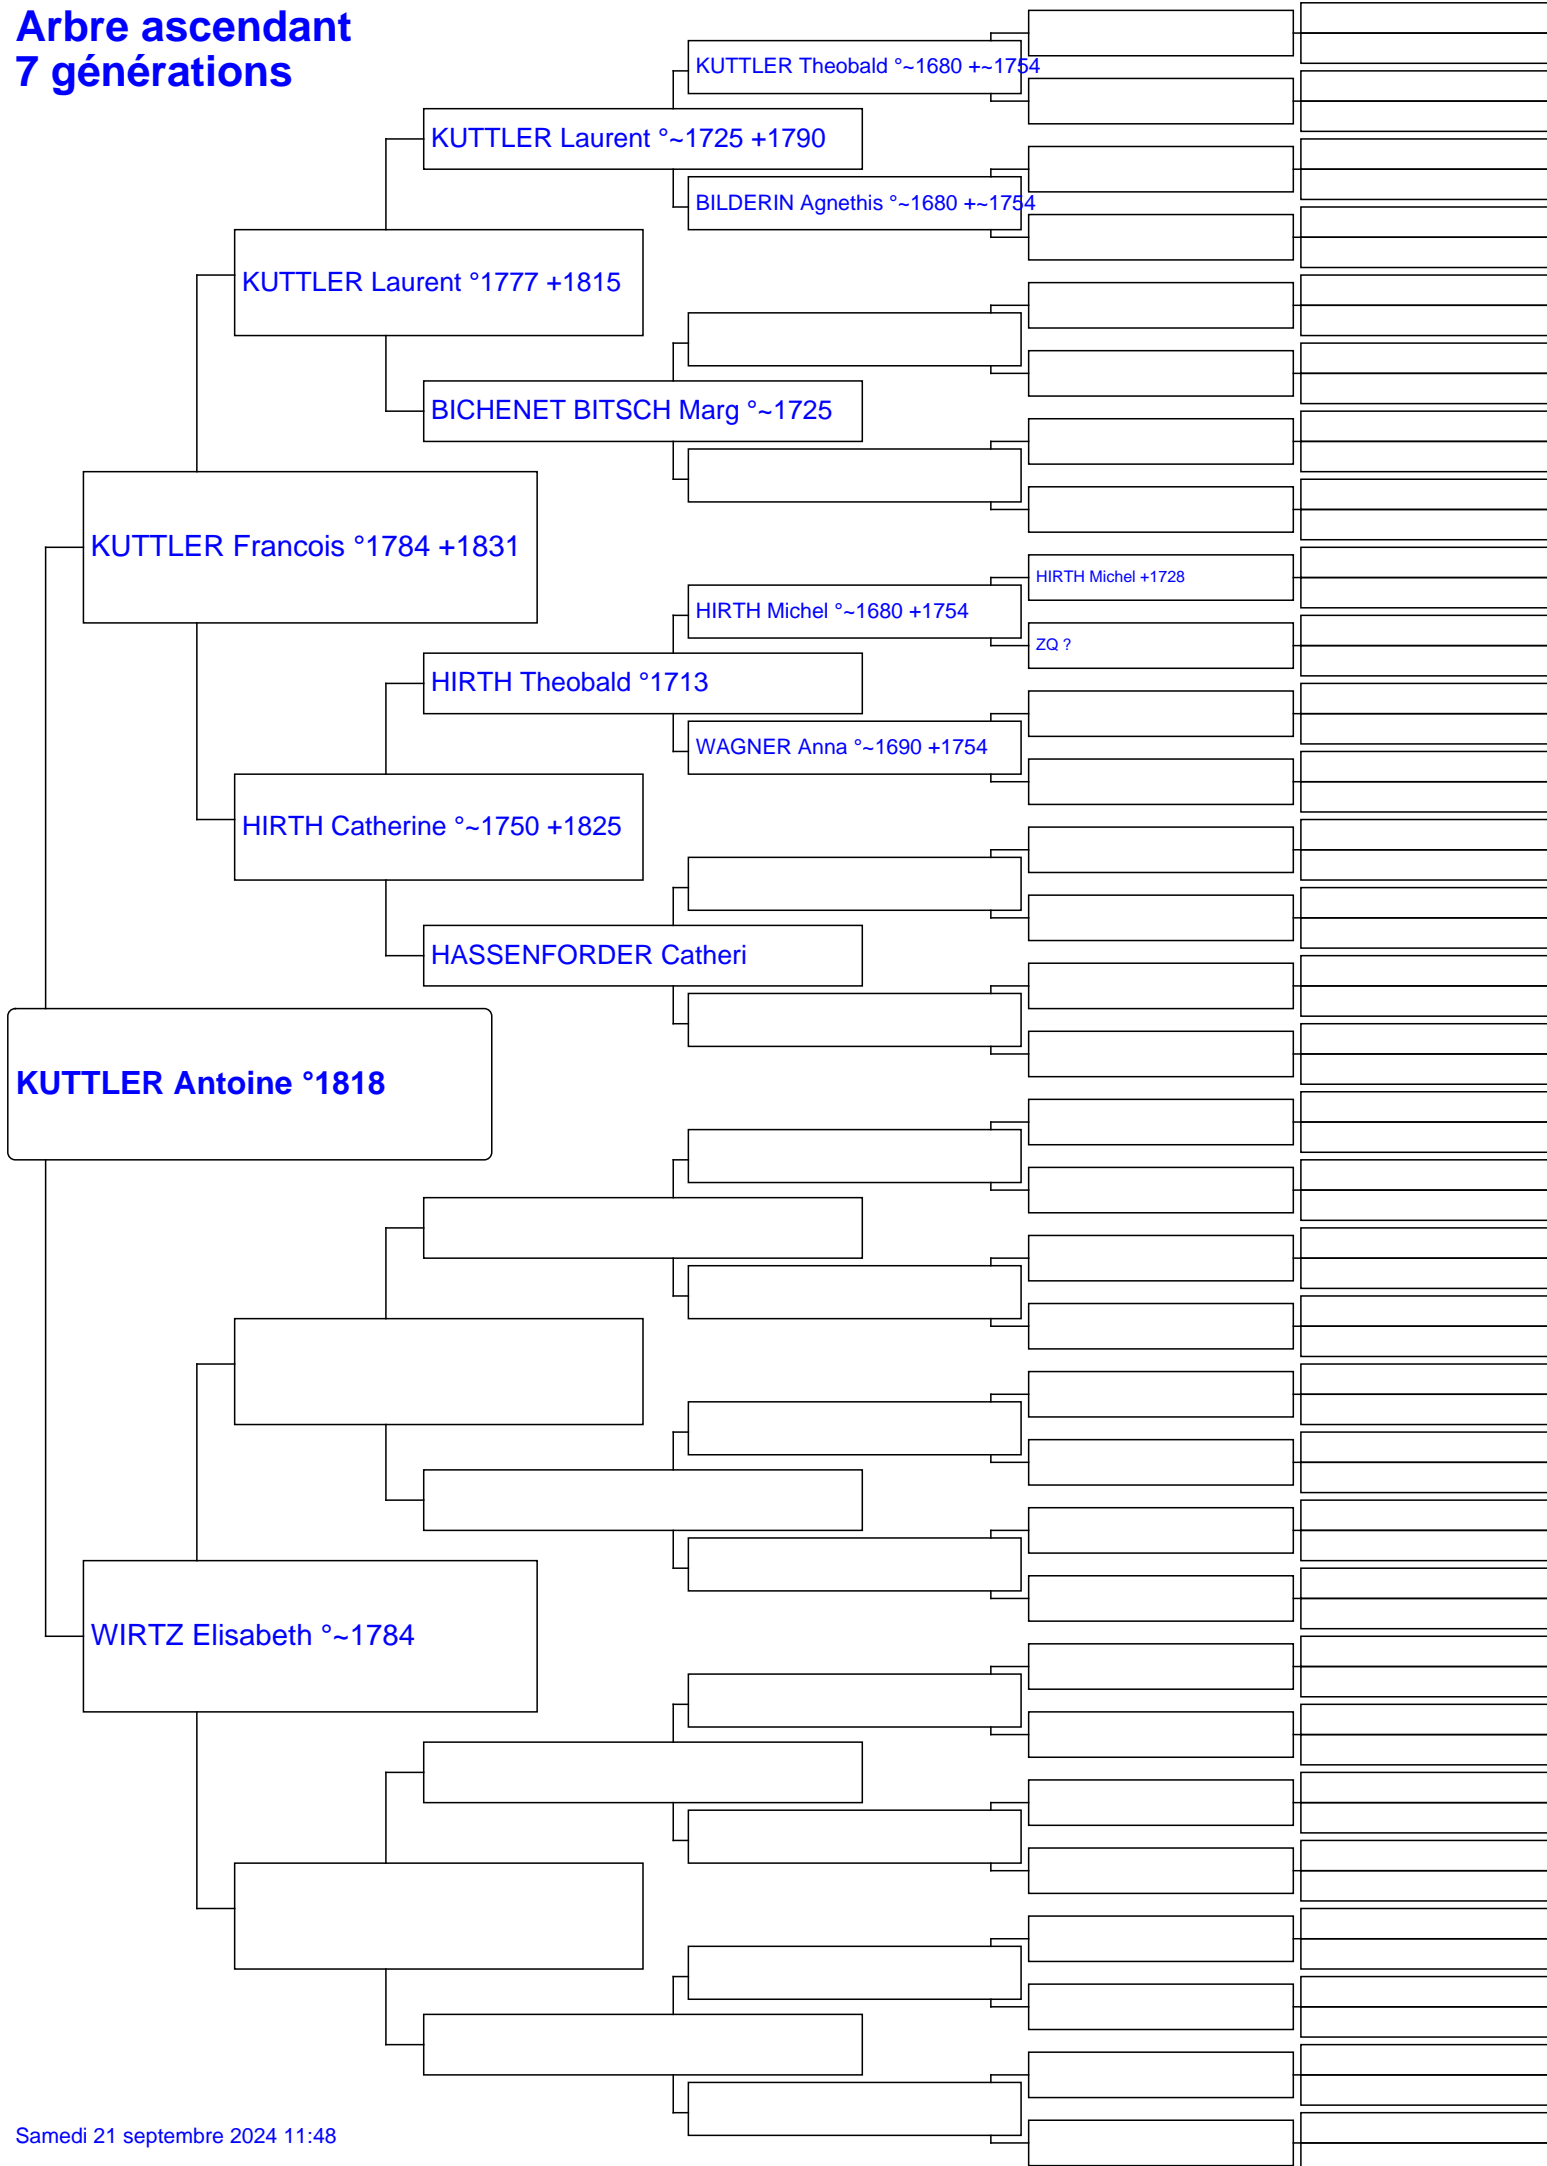 Arbre ascendant
7 générations
KUTTLER Theobald °~1680 +~1754
KUTTLER Laurent °~1725 +1790
BILDERIN Agnethis °~1680 +~1754
KUTTLER Laurent °1777 +1815
BICHENET BITSCH Marg °~1725
KUTTLER Francois °1784 +1831
HIRTH Michel +1728
HIRTH Michel °~1680 +1754
ZQ ?
HIRTH Theobald °1713
WAGNER Anna °~1690 +1754
HIRTH Catherine °~1750 +1825
HASSENFORDER Catheri
KUTTLER Antoine °1818
WIRTZ Elisabeth °~1784
Samedi 21 septembre 2024 11:48